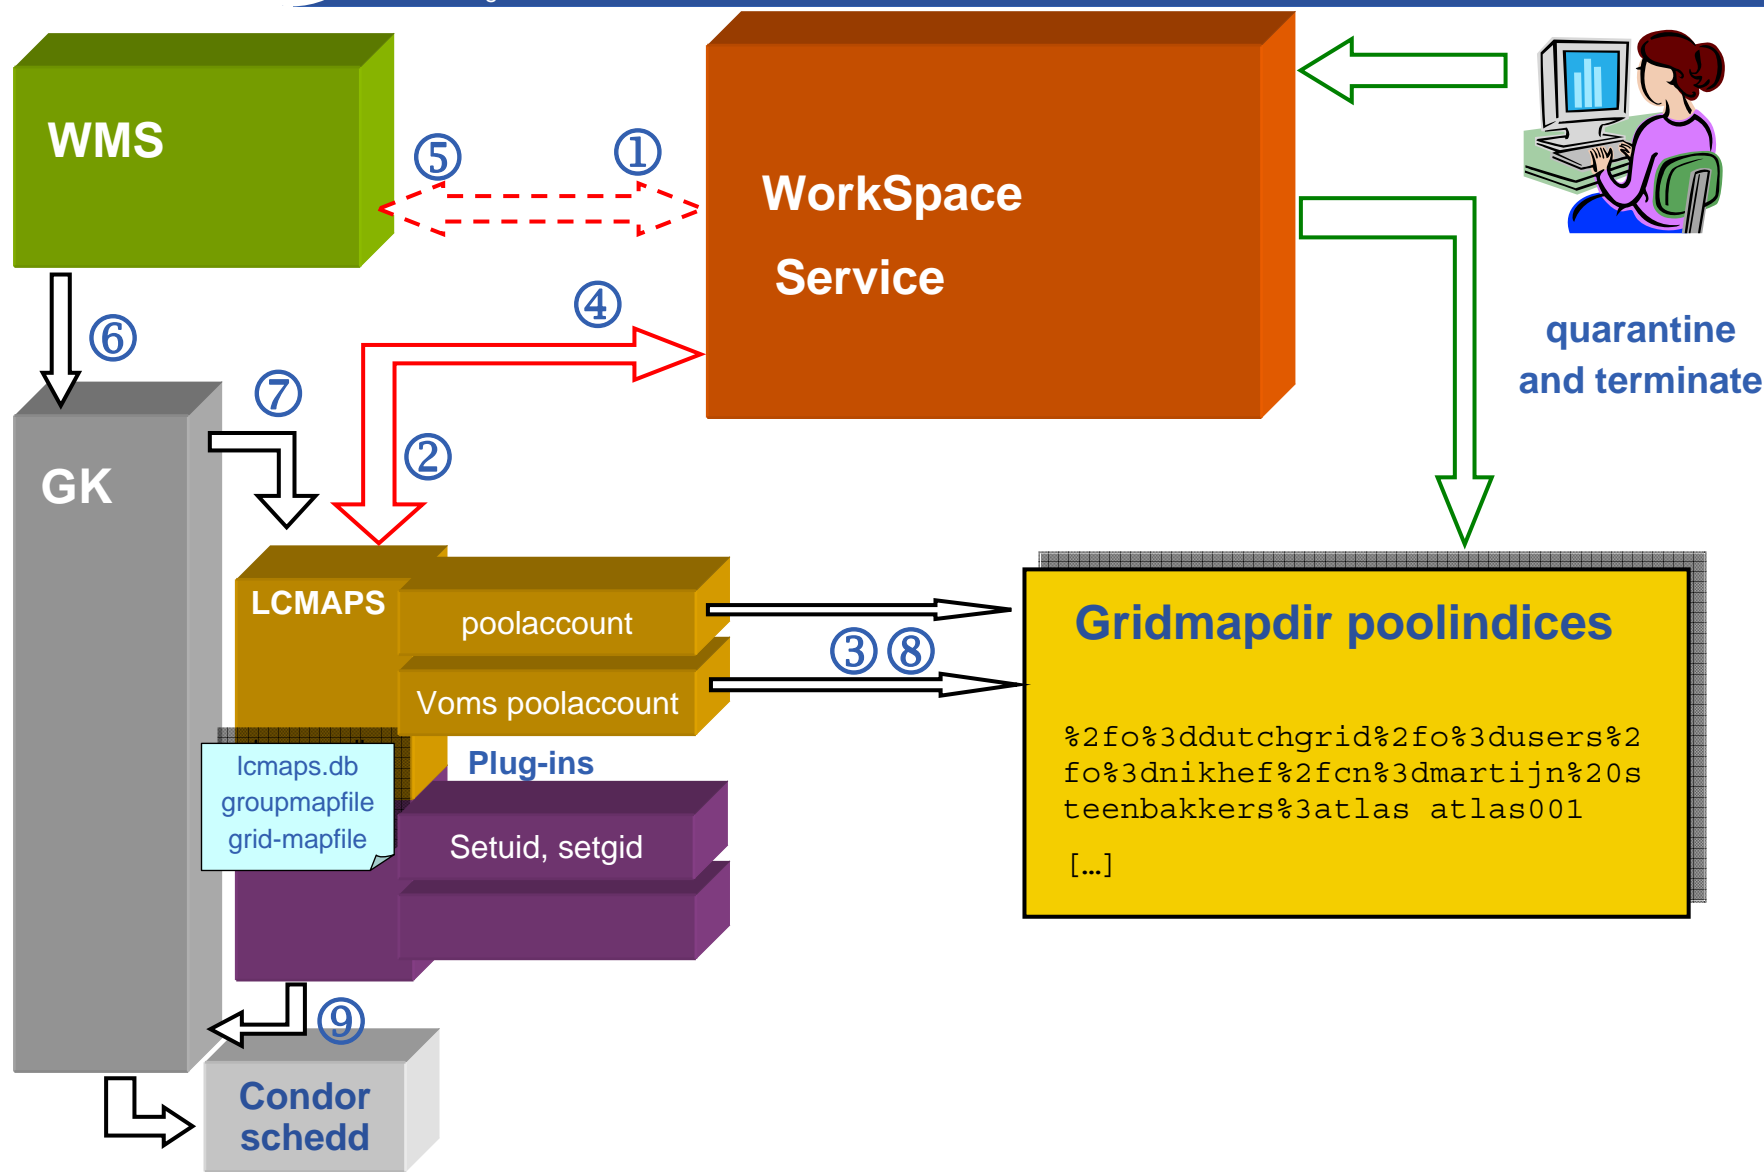 WMS
⑤
①
WorkSpace
Service
④
quarantine
and terminate
⑥
⑦
②
GK
LCMAPS
poolaccount
③ ⑧
Voms poolaccount
Plug-ins
lcmaps.db
groupmapfile
grid-mapfile
Setuid, setgid
Gridmapdir poolindices
%2fo%3ddutchgrid%2fo%3dusers%2
fo%3dnikhef%2fcn%3dmartijn%20s
teenbakkers%3atlas atlas001
[…]
⑨
Condor
schedd